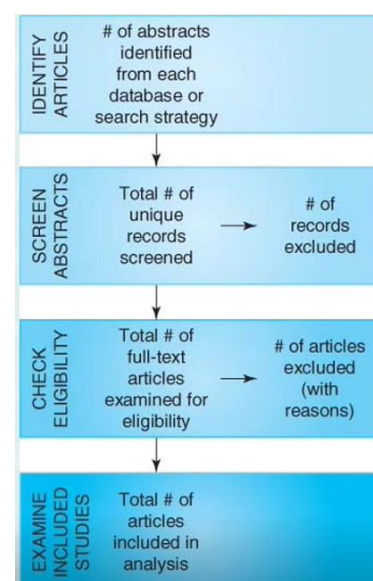 IDENTIFY
ARTICLES
# of abstracts
identified
from each
database or
search strategy
SCREEN
ABSTRACTS
Total # of
unique
records
screened
# of
records
excluded
CHECK
ELIGIBILITY
Total # of
full-text
articles
examined for
eligibility
# of articles
excluded
(with
reasons)
EXAMINE
INCLUDED
STUDIES
Total # of
articles
included in
analysis